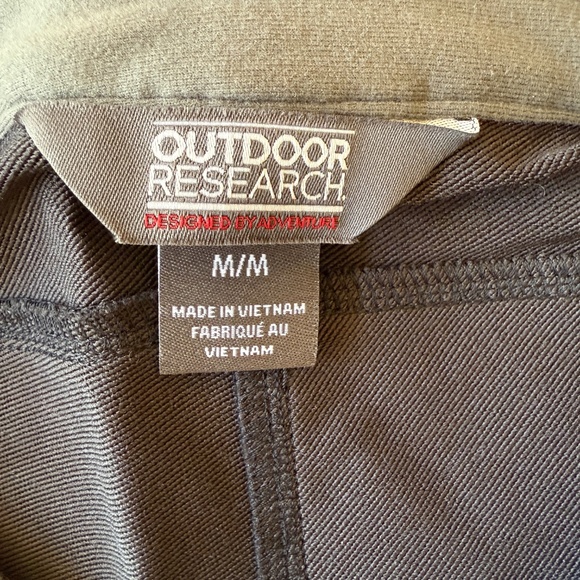 OUTDOOR
RESEARCH
DESIGNED BY ADVENTURE
M/M
MADE IN VIETNAM
FABRIQUÉ AU
VIETNAM